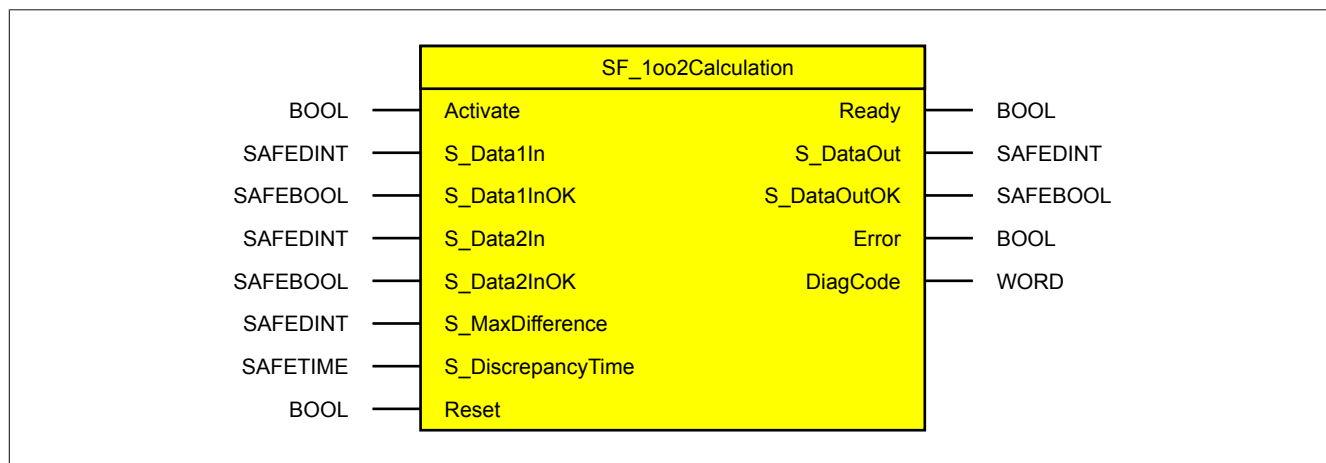 SF_1oo2Calculation
BOOL Activate Ready BOOL
SAFEDINT S_Data1In S_DataOut SAFEDINT
SAFEBOOL S_Data1InOK S_DataOutOK SAFEBOOL
SAFEDINT S_Data2In Error BOOL
SAFEBOOL S_Data2InOK DiagCode WORD
SAFEDINT S_MaxDifference
SAFETIME S_DiscrepancyTime
BOOL Reset